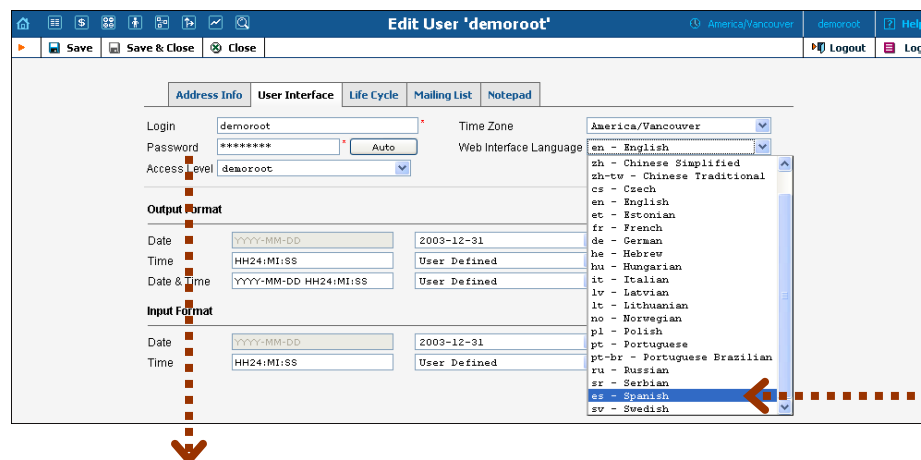 Edit User 'demoroot' America/Vancouver demoroot ? Help
Save Save & Close Close Logout Log
Address Info User Interface Life Cycle Mailing List Notepad
Login demoroot * Time Zone America/Vancouver
Password ******** * Auto Web Interface Language en - English
Access Level demoroot
zh - Chinese Simplified
zh-tw - Chinese Traditional
cs - Czech
en - English
et - Estonian
fr - French
de - German
he - Hebrew
hu - Hungarian
it - Italian
lv - Latvian
lt - Lithuanian
no - Norwegian
pl - Polish
pt - Portuguese
pt-br - Portuguese Brazilian
ru - Russian
sr - Serbian
es - Spanish
sv - Swedish
Output Format
Date YYYY-MM-DD 2003-12-31
Time HH24:MI:SS User Defined
Date & Time YYYY-MM-DD HH24:MI:SS User Defined
Input Format
Date YYYY-MM-DD 2003-12-31
Time HH24:MI:SS User Defined